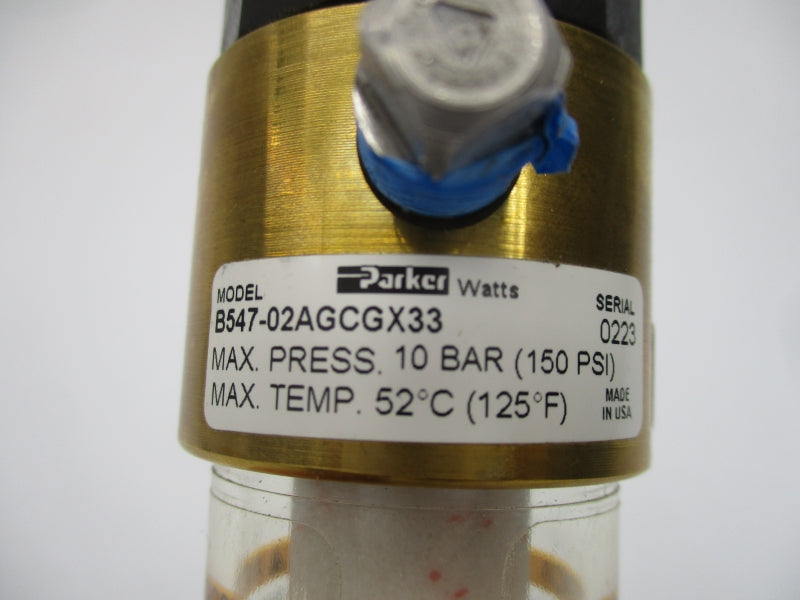 Parker Watts
MODEL
B547-02AGCGX33
SERIAL
0223
MAX. PRESS. 10 BAR (150 PSI)
MAX. TEMP. 52°C (125°F)
MADE
IN USA